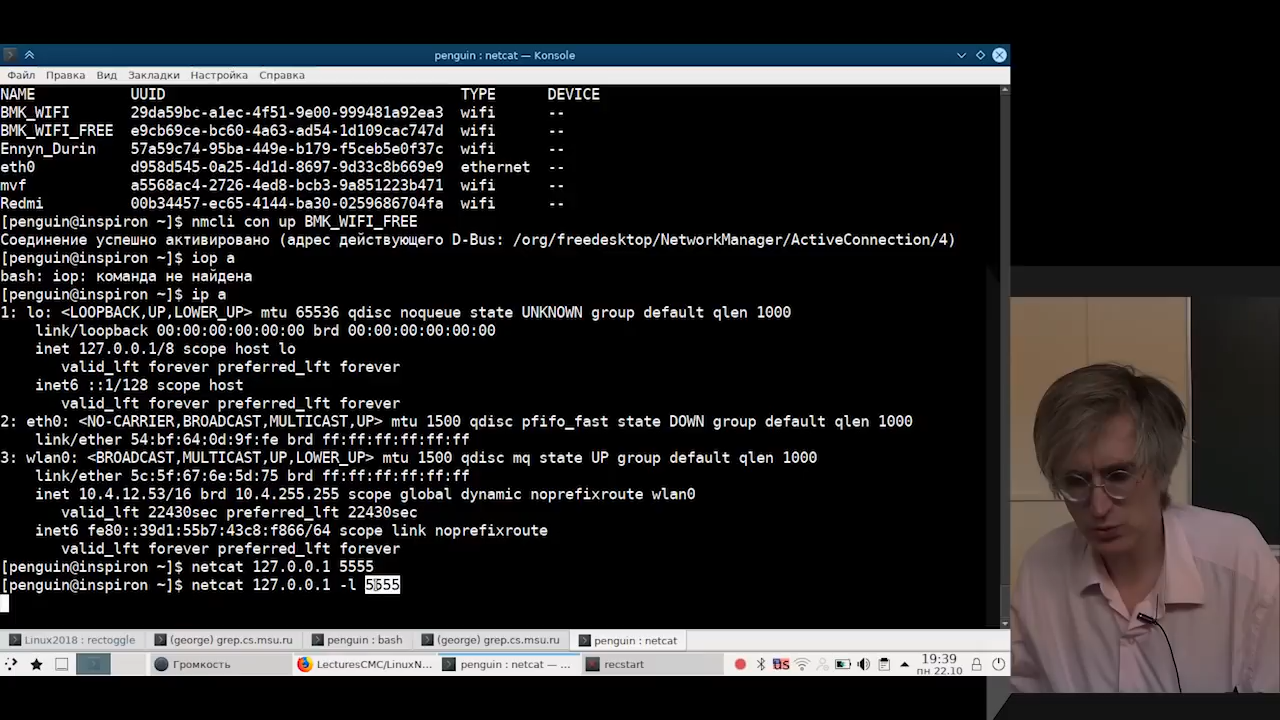 penguin : netcat — Konsole
Файл Правка Вид Закладки Настройка Справка
NAME UUID TYPE DEVICE
BMK_WIFI 29da59bc-a1ec-4f51-9e00-999481a92ea3 wifi --
BMK_WIFI_FREE e9cb69ce-bc60-4a63-ad54-1d109cac747d wifi --
Ennyn_Durin 57a59c74-95ba-449e-b179-f5ceb5e0f37c wifi --
eth0 d958d545-0a25-4d1d-8697-9d33c8b669e9 ethernet --
mvf a5568ac4-2726-4ed8-bcb3-9a851223b471 wifi --
Redmi 00b34457-ec65-4144-ba30-0259686704fa wifi --
[penguin@inspiron ~]$ nmcli con up BMK_WIFI_FREE
Соединение успешно активировано (адрес действующего D-Bus: /org/freedesktop/NetworkManager/ActiveConnection/4)
[penguin@inspiron ~]$ iop a
bash: iop: команда не найдена
[penguin@inspiron ~]$ ip a
1: lo: <LOOPBACK,UP,LOWER_UP> mtu 65536 qdisc noqueue state UNKNOWN group default qlen 1000
link/loopback 00:00:00:00:00:00 brd 00:00:00:00:00:00
inet 127.0.0.1/8 scope host lo
valid_lft forever preferred_lft forever
inet6 ::1/128 scope host
valid_lft forever preferred_lft forever
2: eth0: <NO-CARRIER,BROADCAST,MULTICAST,UP> mtu 1500 qdisc pfifo_fast state DOWN group default qlen 1000
link/ether 54:bf:64:0d:9f:fe brd ff:ff:ff:ff:ff:ff
3: wlan0: <BROADCAST,MULTICAST,UP,LOWER_UP> mtu 1500 qdisc mq state UP group default qlen 1000
link/ether 5c:5f:67:6e:5d:75 brd ff:ff:ff:ff:ff:ff
inet 10.4.12.53/16 brd 10.4.255.255 scope global dynamic noprefixroute wlan0
valid_lft 22430sec preferred_lft 22430sec
inet6 fe80::39d1:55b7:43c8:f866/64 scope link noprefixroute
valid_lft forever preferred_lft forever
[penguin@inspiron ~]$ netcat 127.0.0.1 5555
[penguin@inspiron ~]$ netcat 127.0.0.1 -l 5555
Linux2018 : rectoggle (george) grep.cs.msu.ru penguin : bash (george) grep.cs.msu.ru penguin : netcat
Громкость LecturesCMC/LinuxN... penguin : netcat — ... recstart US 19:39
пн 22.10